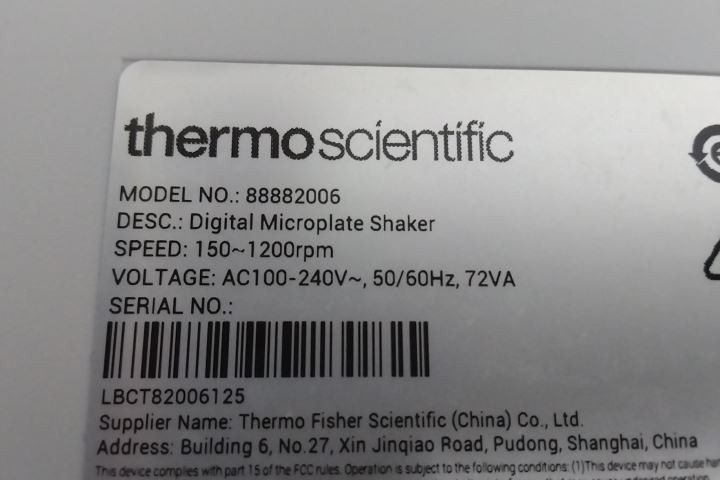 thermo scientific
MODEL NO.: 88882006
DESC.: Digital Microplate Shaker
SPEED: 150~1200rpm
VOLTAGE: AC100-240V~, 50/60Hz, 72VA
SERIAL NO.:
LBCT82006125
Supplier Name: Thermo Fisher Scientific (China) Co., Ltd.
Address: Building 6, No.27, Xin Jinqiao Road, Pudong, Shanghai, China
This device complies with part 15 of the FCC rules. Operation is subject to the following conditions: (1)This device may not cause